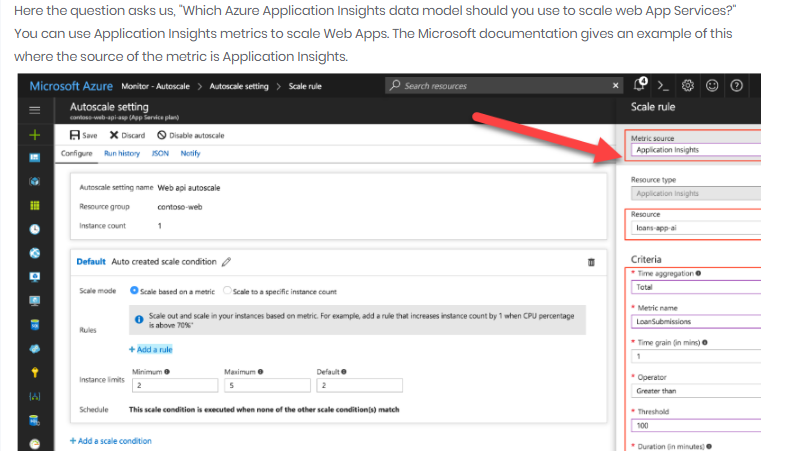 Here the question asks us, "Which Azure Application Insights data model should you use to scale web App Services?"
You can use Application Insights metrics to scale Web Apps. The Microsoft documentation gives an example of this
where the source of the metric is Application Insights.
Microsoft Azure Monitor - Autoscale > Autoscale setting > Scale rule
Search resources
4
Autoscale setting
contoso-web-api-asp (App Service plan)
Save Discard Disable autoscale
Configure Run history JSON Notify
Autoscale setting name Web api autoscale
Resource group contoso-web
Instance count 1
Default Auto created scale condition
Scale mode Scale based on a metric Scale to a specific instance count
Rules
Scale out and scale in your instances based on metric. For example, add a rule that increases instance count by 1 when CPU percentage
is above 70%"
+ Add a rule
Instance limits
Minimum Maximum Default
2 5 2
Schedule This scale condition is executed when none of the other scale condition(s) match
+ Add a scale condition
Scale rule
Metric source
Application Insights
Resource type
Application Insights
Resource
loans-app-ai
Criteria
* Time aggregation
Total
* Metric name
LoanSubmissions
* Time grain (in mins)
1
* Operator
Greater than
* Threshold
100
* Duration (in minutes)